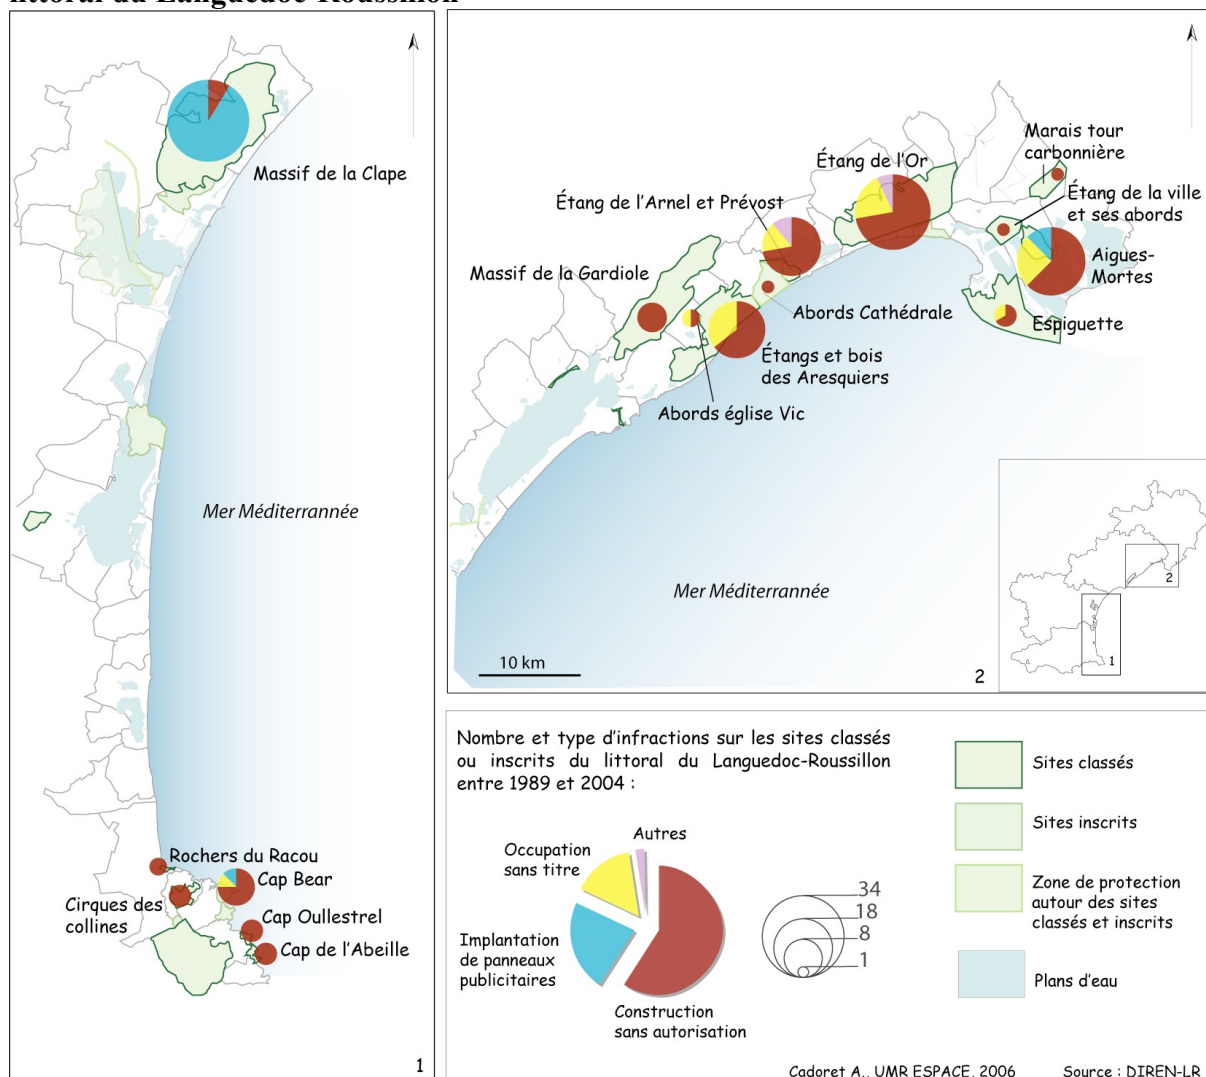 littoral du Languedoc-Roussillon
Massif de la Clape
Mer Méditerrannée
Rochers du Racou
Cap Bear
Cirques des
collines
Cap Oullestrel
Cap de l'Abeille
1
Marais tour
carbonnière
Étang de l'Or
Étang de la ville
et ses abords
Étang de l'Arnel et Prévost
Aigues-
Mortes
Massif de la Gardiole
Abords Cathédrale
Espiguette
Étangs et bois
des Aresquiers
Abords église Vic
Mer Méditerrannée
10 km
2
2
1
Nombre et type d'infractions sur les sites classés
ou inscrits du littoral du Languedoc-Roussillon
entre 1989 et 2004 :
Autres
Occupation
sans titre
Implantation
de panneaux
publicitaires
Construction
sans autorisation
34
18
8
1
Sites classés
Sites inscrits
Zone de protection
autour des sites
classés et inscrits
Plans d'eau
Cadoret A., UMR ESPACE, 2006 Source : DIREN-LR